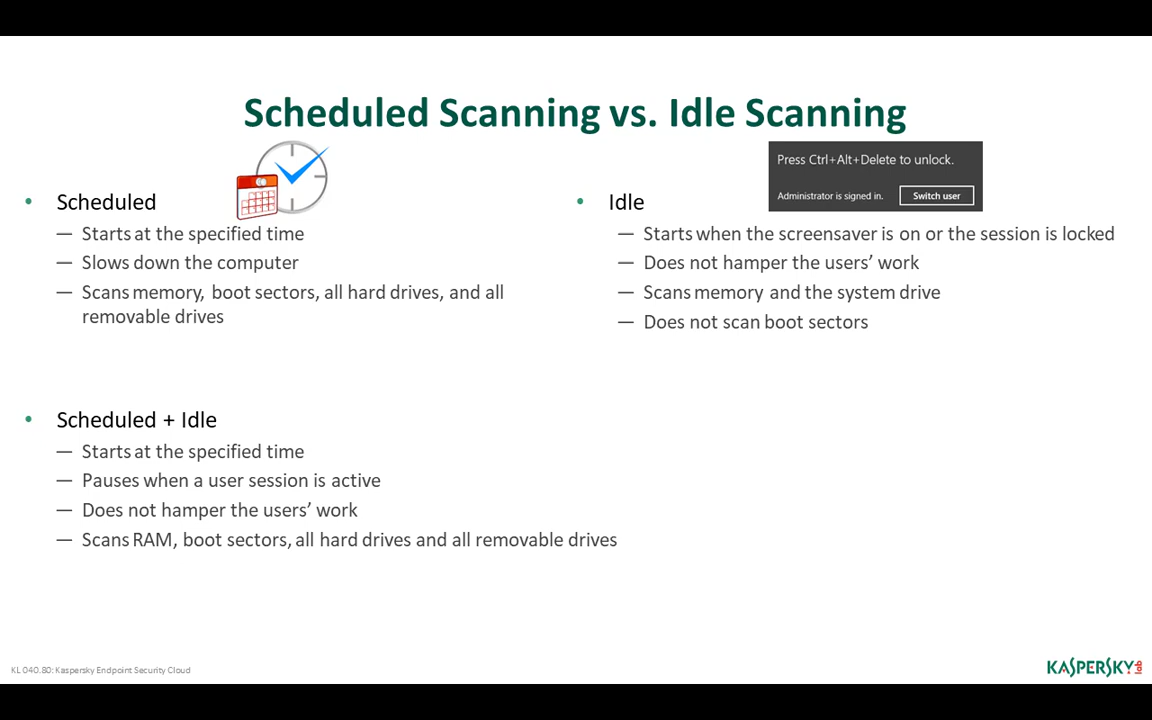 Scheduled Scanning vs. Idle Scanning
• Scheduled
— Starts at the specified time
— Slows down the computer
— Scans memory, boot sectors, all hard drives, and all
removable drives
Press Ctrl+Alt+Delete to unlock.
Administrator is signed in.
Switch user
• Idle
— Starts when the screensaver is on or the session is locked
— Does not hamper the users’ work
— Scans memory and the system drive
— Does not scan boot sectors
• Scheduled + Idle
— Starts at the specified time
— Pauses when a user session is active
— Does not hamper the users’ work
— Scans RAM, boot sectors, all hard drives and all removable drives
KL 040.80: Kaspersky Endpoint Security Cloud
KASPERSKY lab